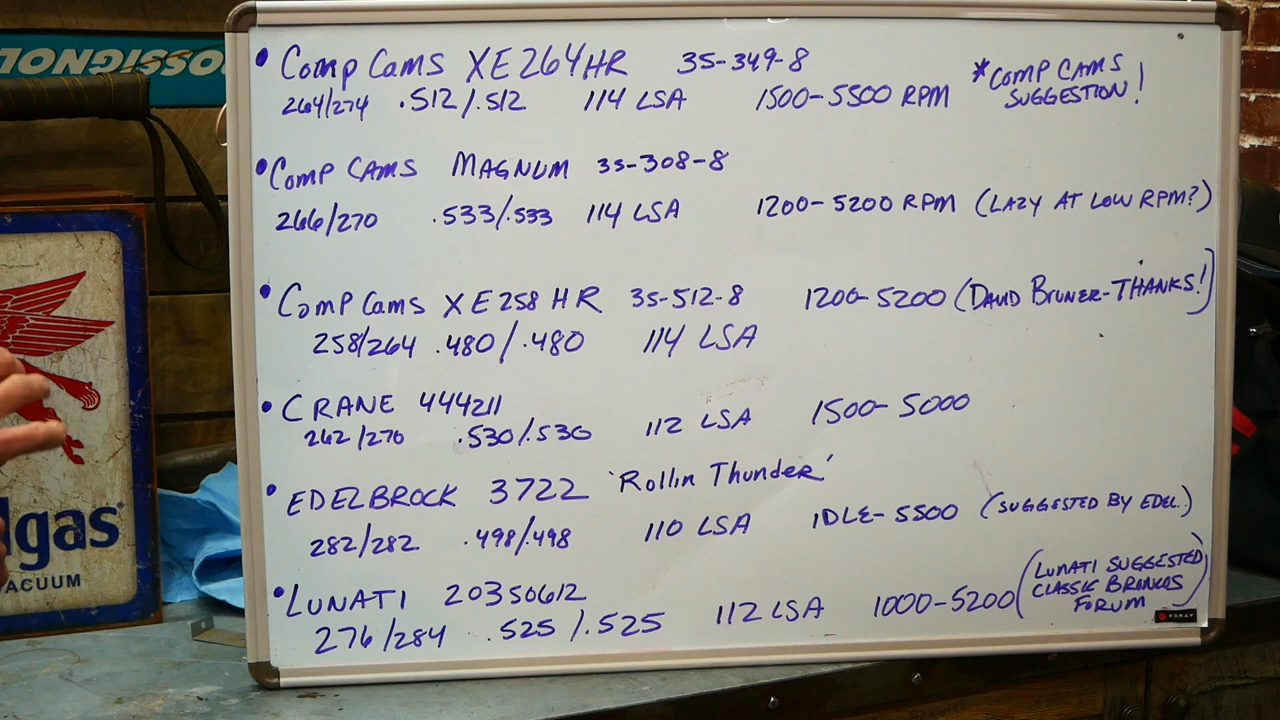 ROSSIGNOL
• Comp Cams XE264HR 35-349-8
264/274 .512/.512 114 LSA 1500-5500 RPM
*COMP CAMS
SUGGESTION!
• COMP CAMS MAGNUM 35-308-8
266/270 .533/.533 114 LSA 1200-5200 RPM (LAZY AT LOW RPM?)
• Comp Cams XE258HR 35-512-8 1200-5200 (DAVID BRUNER-THANKS!)
258/264 .480/.480 114 LSA
• CRANE 444211 1500-5000
262/270 .530/.530 112 LSA
• EDELBROCK 3722 'Rollin Thunder'
282/282 .498/.498 110 LSA IDLE-5500 (SUGGESTED BY EDEL.)
• LUNATI 20350612
276/284 .525/.525 112 LSA 1000-5200
(LUNATI SUGGESTED
CLASSIC BRONCOS
FORUM)
FORAY
lgas
ACUUM